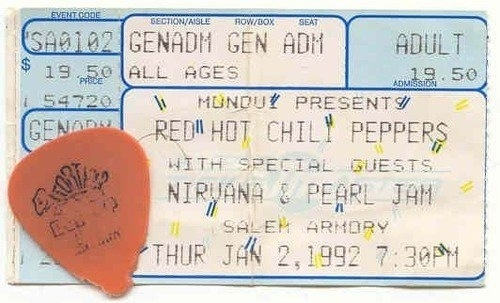 EVENT CODE SECTION/AISLE ROW/BOX SEAT
SA0102 GENADM GEN ADM ADULT
$ 19.50 ALL AGES 19.50
PRICE ADMISSION
54720 MONQUI PRESENTS
GENADM RED HOT CHILI PEPPERS
WITH SPECIAL GUESTS
NIRVANA & PEARL JAM
SALEM ARMORY
THUR JAN 2,1992 7:30PM
TORTEX